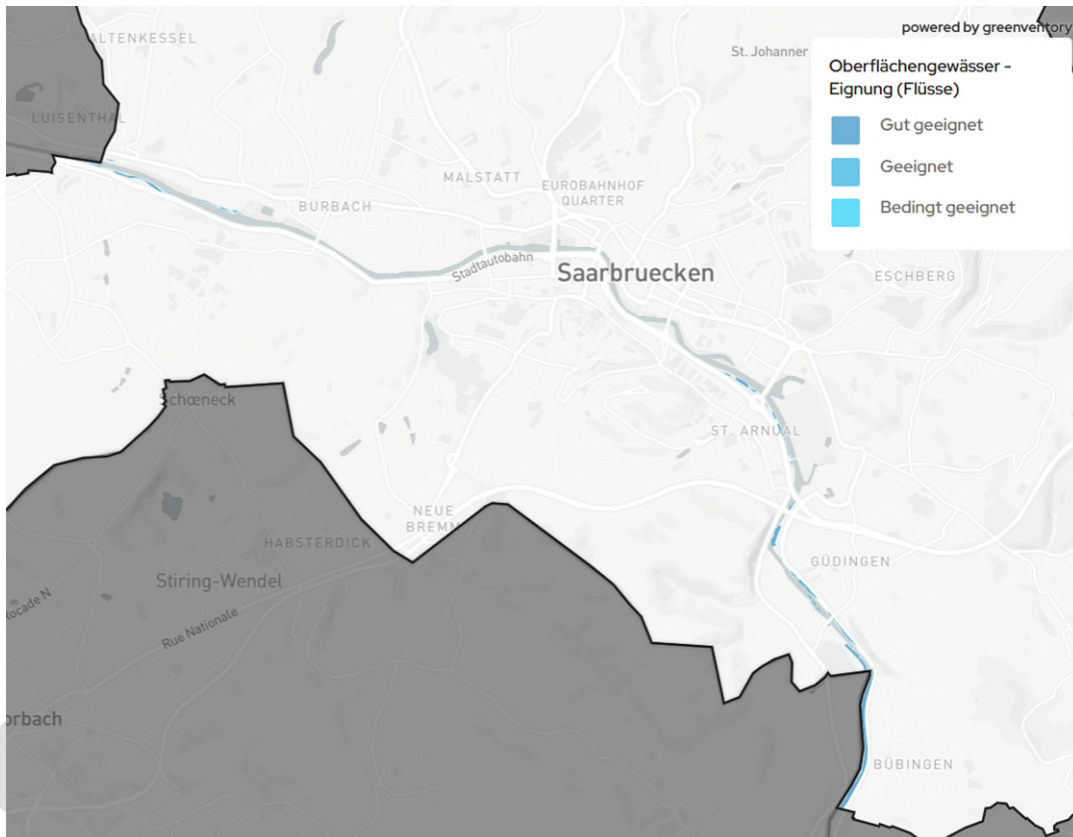 powered by greenventory
ALTENKESSEL
St. Johanner
Oberflächengewässer -
Eignung (Flüsse)
Gut geeignet
Geeignet
Bedingt geeignet
LUISENTHAL
MALSTATT
EUROBAHNHOF
QUARTER
BURBACH
Stadtautobahn
Saarbruecken
ESCHBERG
Schœneck
ST. ARNUAL
NEUE
BREMM
HABSTERDICK
GÜDINGEN
Stiring-Wendel
ocade N
Rue Nationale
orbach
BÜBINGEN